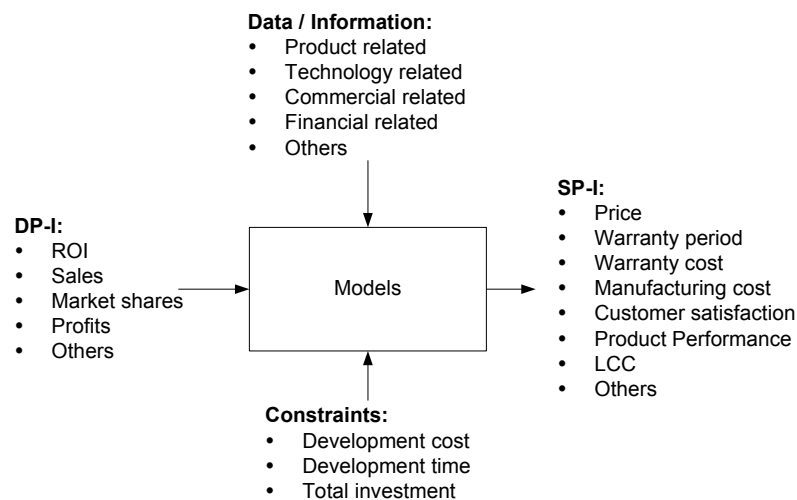 Data / Information:
• Product related
• Technology related
• Commercial related
• Financial related
• Others
DP-I:
• ROI
• Sales
• Market shares
• Profits
• Others
Models
SP-I:
• Price
• Warranty period
• Warranty cost
• Manufacturing cost
• Customer satisfaction
• Product Performance
• LCC
• Others
Constraints:
• Development cost
• Development time
• Total investment